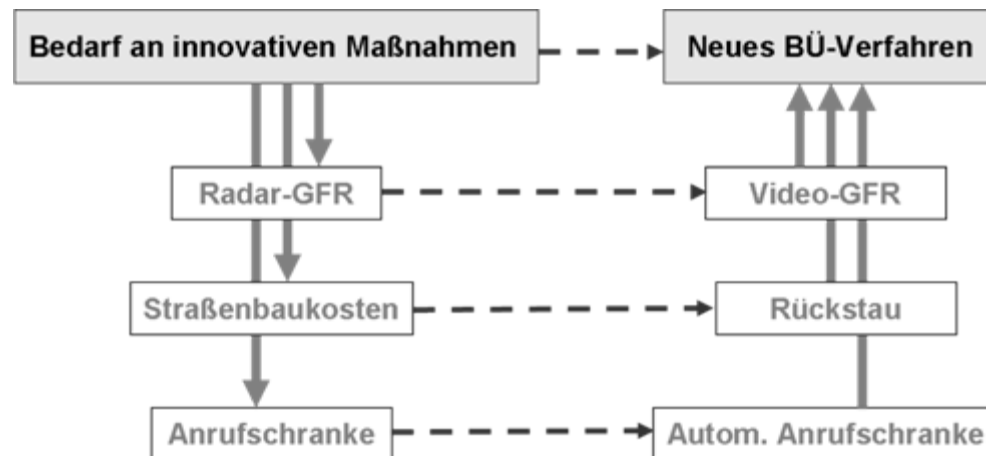 Bedarf an innovativen Maßnahmen
Neues BÜ-Verfahren
Radar-GFR
Video-GFR
Straßenbaukosten
Rückstau
Anrufschranke
Autom. Anrufschranke